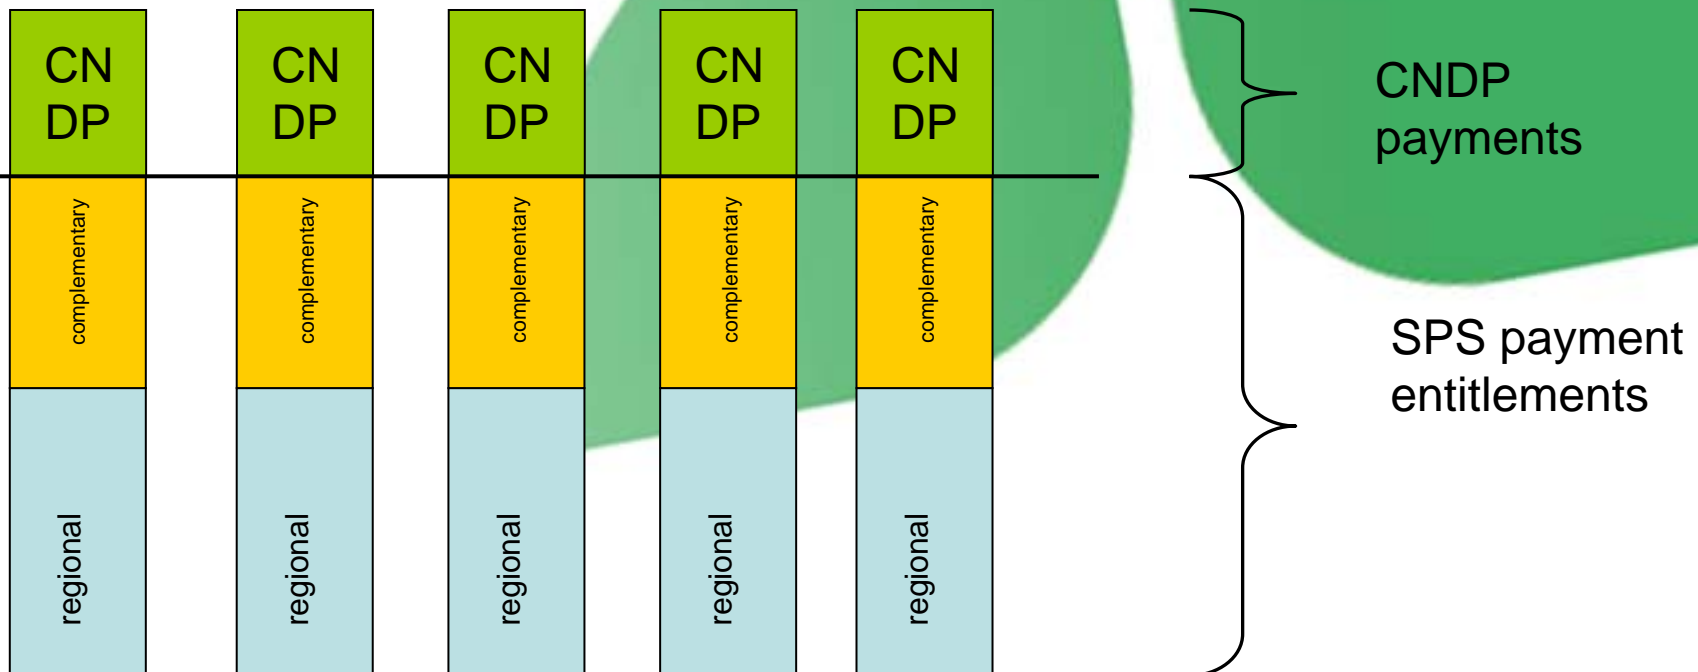 CN
DP
CN
DP
CN
DP
CN
DP
CN
DP
CNDP
payments
complementary
complementary
complementary
complementary
complementary
SPS payment
entitlements
regional
regional
regional
regional
regional